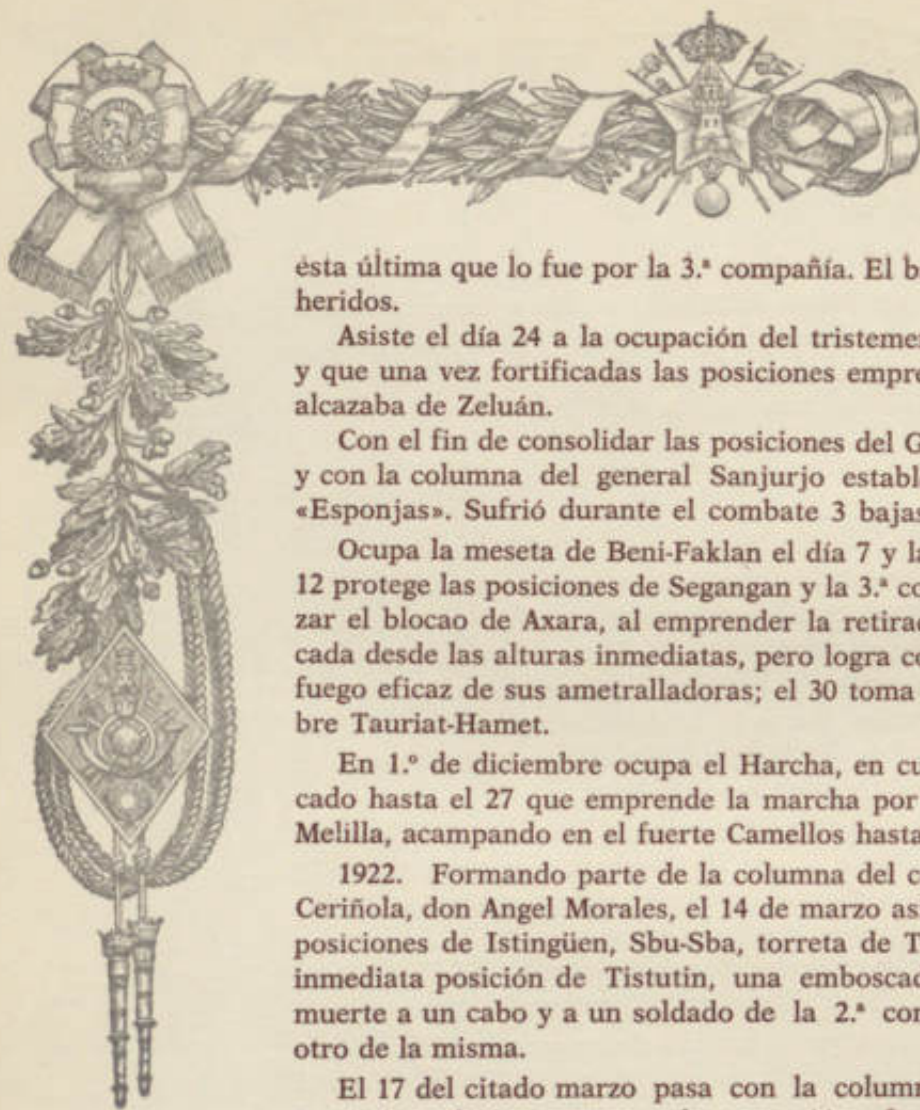 esta última que lo fue por la 3.ª compañía. El b
heridos.
Asiste el día 24 a la ocupación del tristeme
y que una vez fortificadas las posiciones empre
alcazaba de Zeluán.
Con el fin de consolidar las posiciones del G
y con la columna del general Sanjurjo establ
«Esponjas». Sufrió durante el combate 3 bajas
Ocupa la meseta de Beni-Faklan el día 7 y la
12 protege las posiciones de Segangan y la 3.ª co
zar el blocao de Axara, al emprender la retirad
cada desde las alturas inmediatas, pero logra co
fuego eficaz de sus ametralladoras; el 30 toma
bre Tauriat-Hamet.
En 1.º de diciembre ocupa el Harcha, en cu
cado hasta el 27 que emprende la marcha por
Melilla, acampando en el fuerte Camellos hasta
1922. Formando parte de la columna del c
Ceriñola, don Angel Morales, el 14 de marzo as
posiciones de Istingüen, Sbu-Sba, torreta de T
inmediata posición de Tistutin, una emboscad
muerte a un cabo y a un soldado de la 2.ª con
otro de la misma.
El 17 del citado marzo pasa con la column